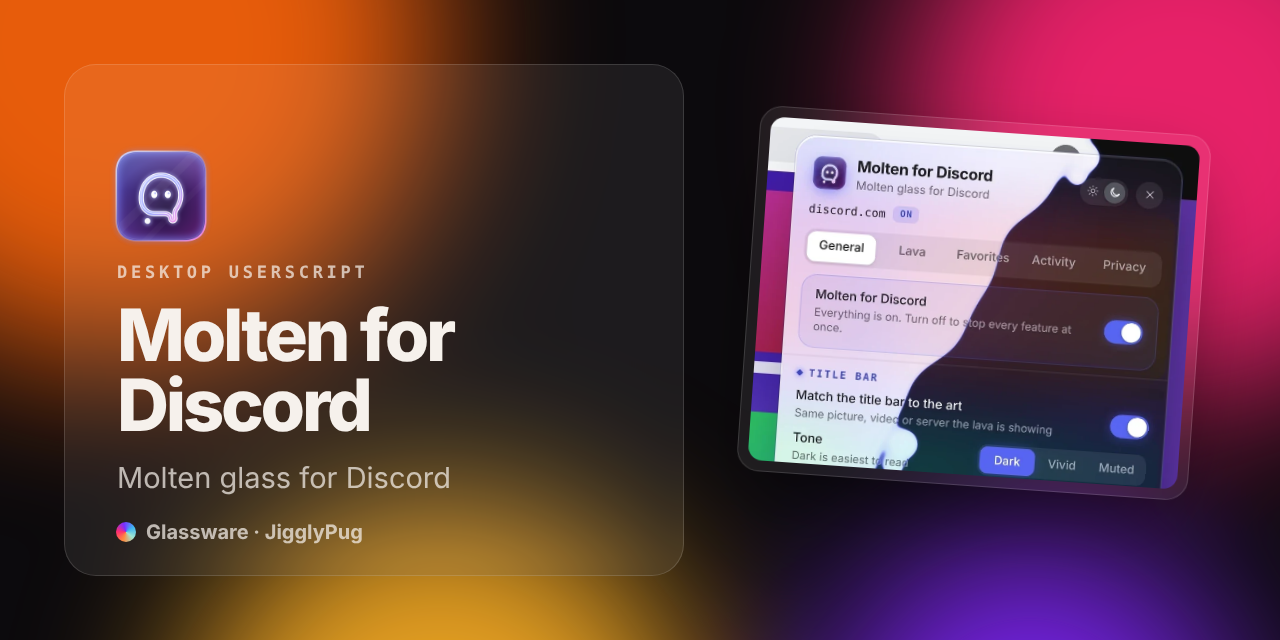 DESKTOP USERSCRIPT
Molten for
Discord
Molten glass for Discord
Glassware · JigglyPug
Molten for Discord
Molten glass for Discord
discord.com ON
General Lava Favorites Activity Privacy
Molten for Discord
Everything is on. Turn off to stop every feature at
once.
TITLE BAR
Match the title bar to the art
Same picture, video or server the lava is showing
Tone
Dark is easiest to read
Dark Vivid Muted